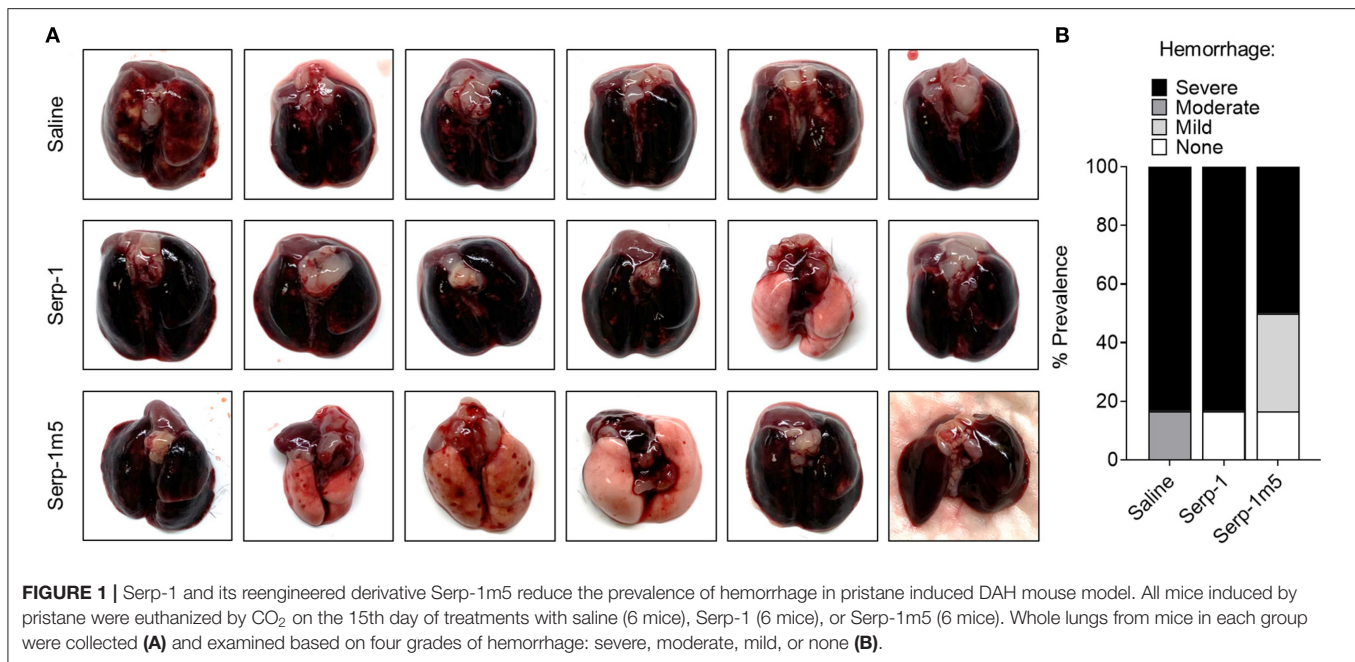 A
Saline
Serp-1
Serp-1m5
B
Hemorrhage:
Severe
Moderate
Mild
None
% Prevalence
100
80
60
40
20
0
Saline
Serp-1
Serp-1m5
FIGURE 1 | Serp-1 and its reengineered derivative Serp-1m5 reduce the prevalence of hemorrhage in pristane induced DAH mouse model. All mice induced by
pristane were euthanized by CO₂ on the 15th day of treatments with saline (6 mice), Serp-1 (6 mice), or Serp-1m5 (6 mice). Whole lungs from mice in each group
were collected (A) and examined based on four grades of hemorrhage: severe, moderate, mild, or none (B).